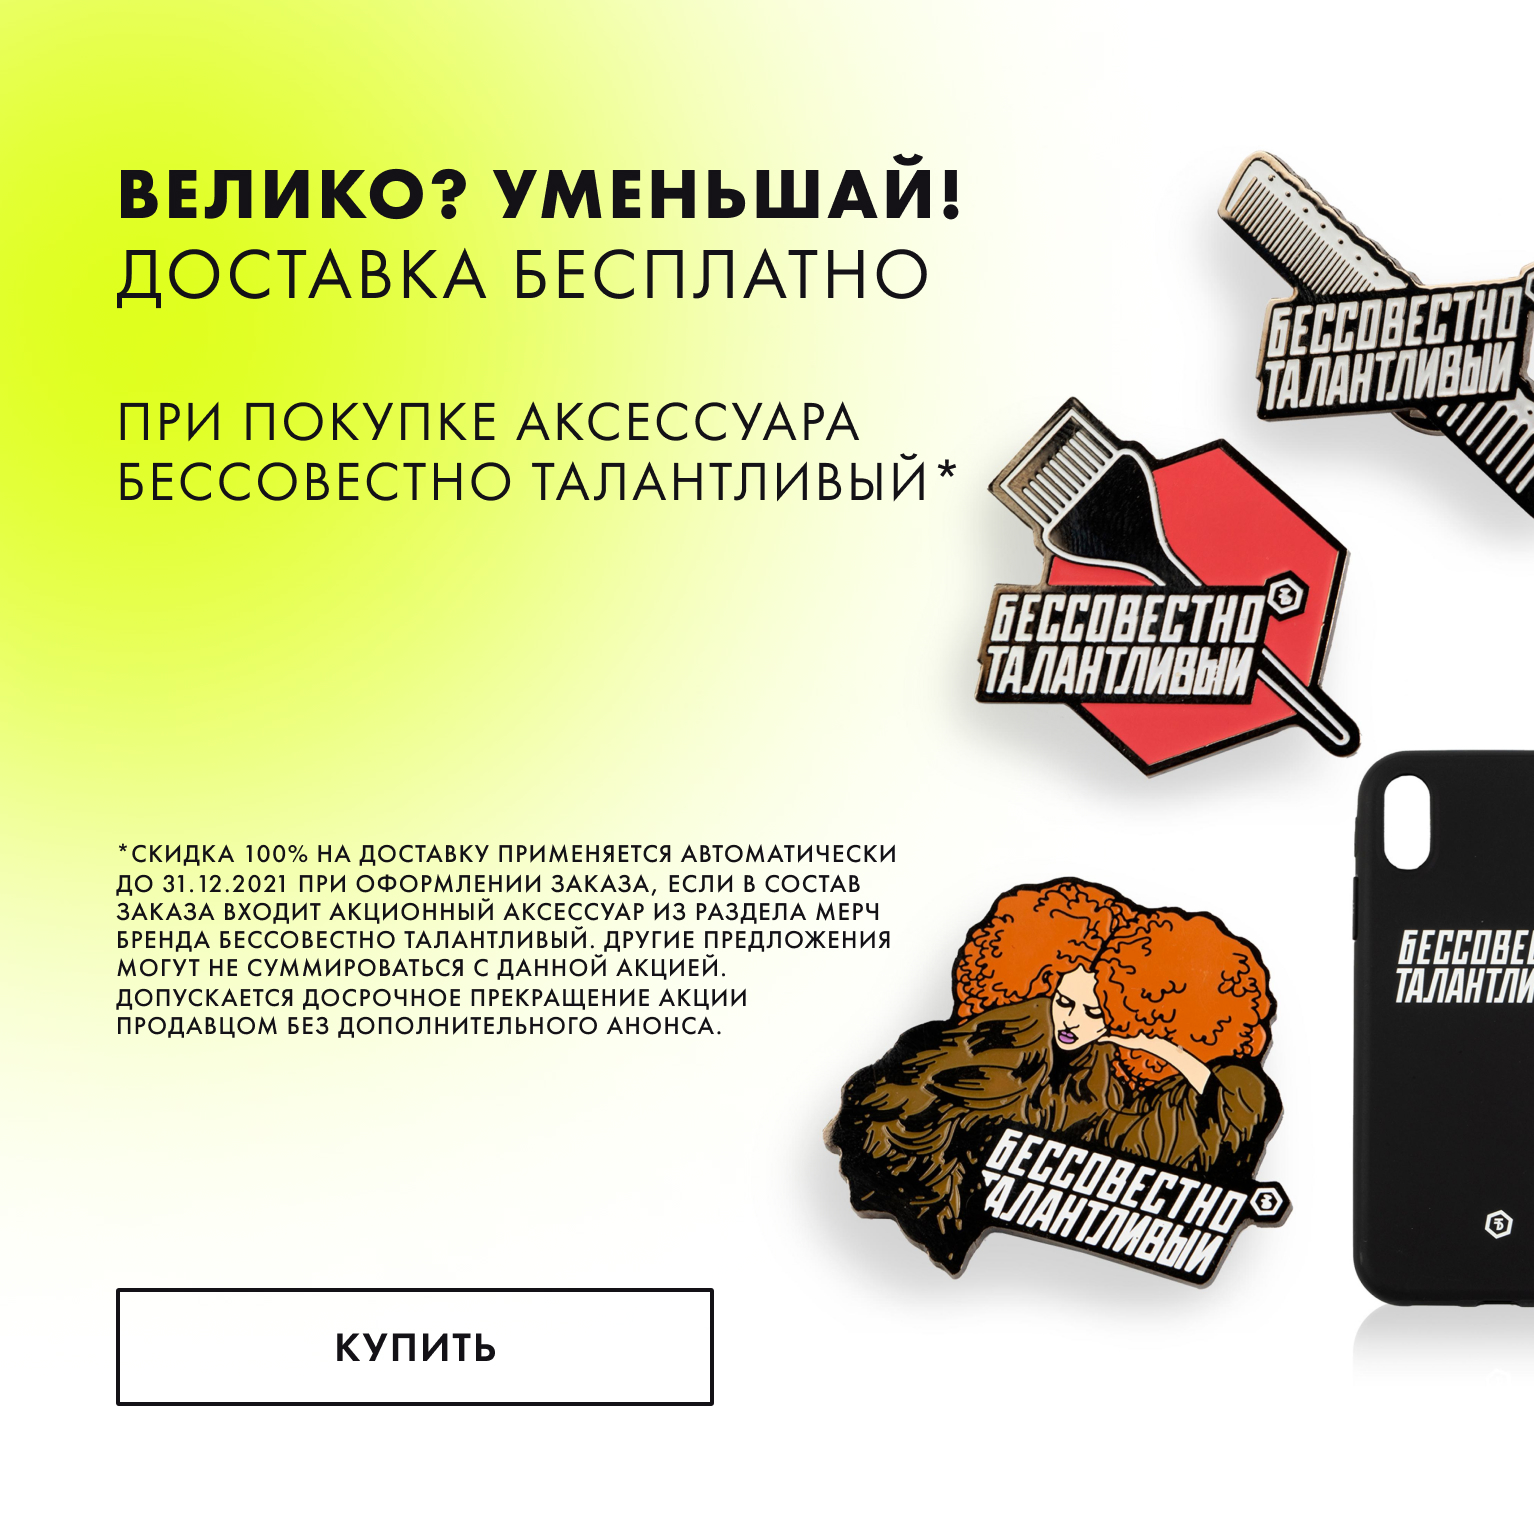 ВЕЛИКО? УМЕНЬШАЙ!
ДОСТАВКА БЕСПЛАТНО
ПРИ ПОКУПКЕ АКСЕССУАРА
БЕССОВЕСТНО ТАЛАНТЛИВЫЙ*
БЕССОВЕСТНО
ТАЛАНТЛИВЫЙ
БЕССОВЕСТНО
ТАЛАНТЛИВЫЙ
*СКИДКА 100% НА ДОСТАВКУ ПРИМЕНЯЕТСЯ АВТОМАТИЧЕСКИ
ДО 31.12.2021 ПРИ ОФОРМЛЕНИИ ЗАКАЗА, ЕСЛИ В СОСТАВ
ЗАКАЗА ВХОДИТ АКЦИОННЫЙ АКСЕССУАР ИЗ РАЗДЕЛА МЕРЧ
БРЕНДА БЕССОВЕСТНО ТАЛАНТЛИВЫЙ. ДРУГИЕ ПРЕДЛОЖЕНИЯ
МОГУТ НЕ СУММИРОВАТЬСЯ С ДАННОЙ АКЦИЕЙ.
ДОПУСКАЕТСЯ ДОСРОЧНОЕ ПРЕКРАЩЕНИЕ АКЦИИ
ПРОДАВЦОМ БЕЗ ДОПОЛНИТЕЛЬНОГО АНОНСА.
БЕССОВЕ
ТАЛАНТЛИ
БЕССОВЕСТНО
ТАЛАНТЛИВЫЙ
КУПИТЬ